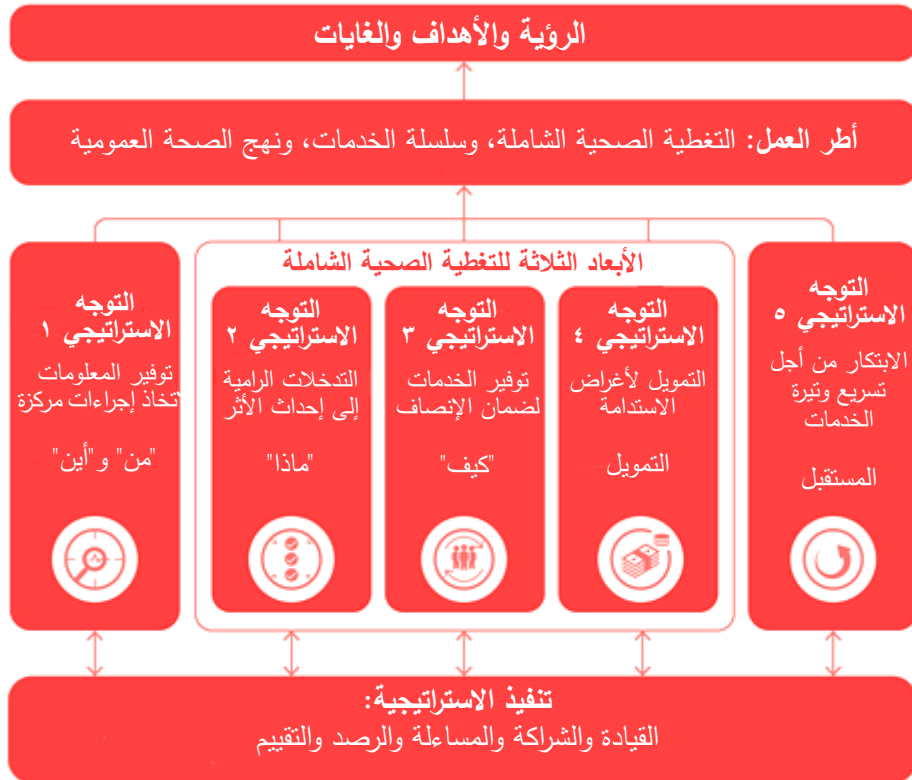 الرؤية والأهداف والغايات
أطر العمل: التغطية الصحية الشاملة، وسلسلة الخدمات، ونهج الصحة العمومية
الأبعاد الثلاثة للتغطية الصحية الشاملة
التوجه
الاستراتيجي ١
توفير المعلومات
لاتخاذ إجراءات مركزة
"من" و"أين"
التوجه
الاستراتيجي ٢
التدخلات الرامية
إلى إحداث الأثر
"ماذا"
التوجه
الاستراتيجي ٣
توفير الخدمات
لضمان الإنصاف
"كيف"
التوجه
الاستراتيجي ٤
التمويل لأغراض
الاستدامة
التمويل
التوجه
الاستراتيجي ٥
الابتكار من أجل
تسريع وتيرة
الخدمات
المستقبل
تنفيذ الاستراتيجية:
القيادة والشراكة والمساءلة والرصد والتقييم